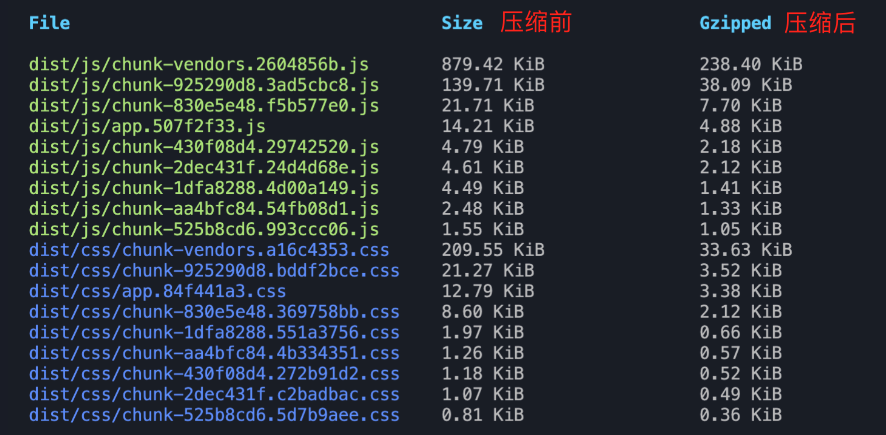 File Size 压缩前 Gzipped 压缩后
dist/js/chunk-vendors.2604856b.js 879.42 KiB 238.40 KiB
dist/js/chunk-925290d8.3ad5cbc8.js 139.71 KiB 38.09 KiB
dist/js/chunk-830e5e48.f5b577e0.js 21.71 KiB 7.70 KiB
dist/js/app.507f2f33.js 14.21 KiB 4.88 KiB
dist/js/chunk-430f08d4.29742520.js 4.79 KiB 2.18 KiB
dist/js/chunk-2dec431f.24d4d68e.js 4.61 KiB 2.12 KiB
dist/js/chunk-1dfa8288.4d00a149.js 4.49 KiB 1.41 KiB
dist/js/chunk-aa4bfc84.54fb08d1.js 2.48 KiB 1.33 KiB
dist/js/chunk-525b8cd6.993ccc06.js 1.55 KiB 1.05 KiB
dist/css/chunk-vendors.a16c4353.css 209.55 KiB 33.63 KiB
dist/css/chunk-925290d8.bddf2bce.css 21.27 KiB 3.52 KiB
dist/css/app.84f441a3.css 12.79 KiB 3.38 KiB
dist/css/chunk-830e5e48.369758bb.css 8.60 KiB 2.12 KiB
dist/css/chunk-1dfa8288.551a3756.css 1.97 KiB 0.66 KiB
dist/css/chunk-aa4bfc84.4b334351.css 1.26 KiB 0.57 KiB
dist/css/chunk-430f08d4.272b91d2.css 1.18 KiB 0.52 KiB
dist/css/chunk-2dec431f.c2badbac.css 1.07 KiB 0.49 KiB
dist/css/chunk-525b8cd6.5d7b9aee.css 0.81 KiB 0.36 KiB